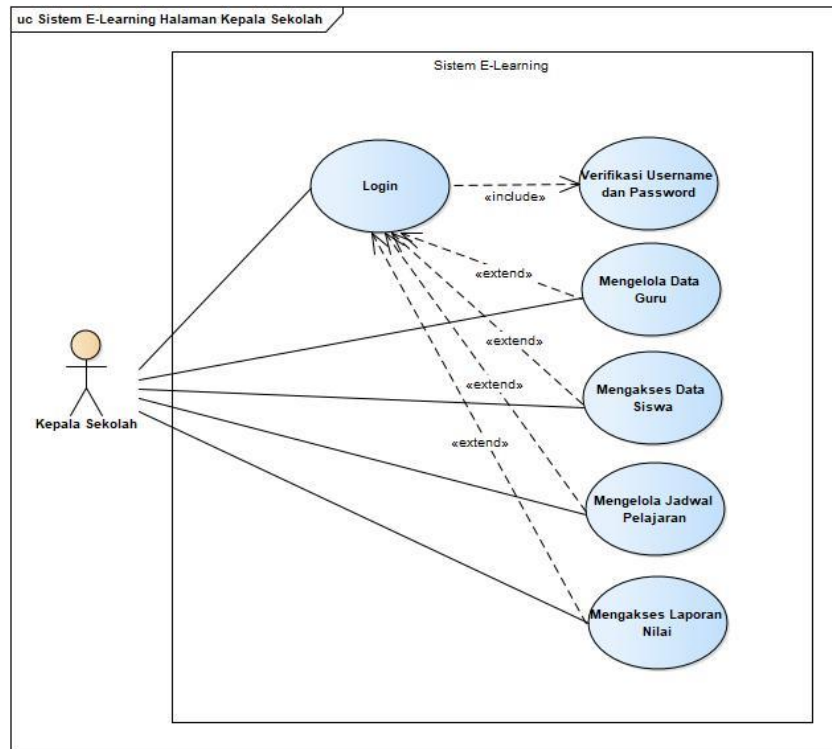 uc Sistem E-Learning Halaman Kepala Sekolah
Sistem E-Learning
Login
Verifikasi Username
dan Password
«include»
«extend»
Mengelola Data
Guru
«extend»
Mengakses Data
Siswa
«extend»
Kepala Sekolah
«extend»
Mengelola Jadwal
Pelajaran
Mengakses Laporan
Nilai